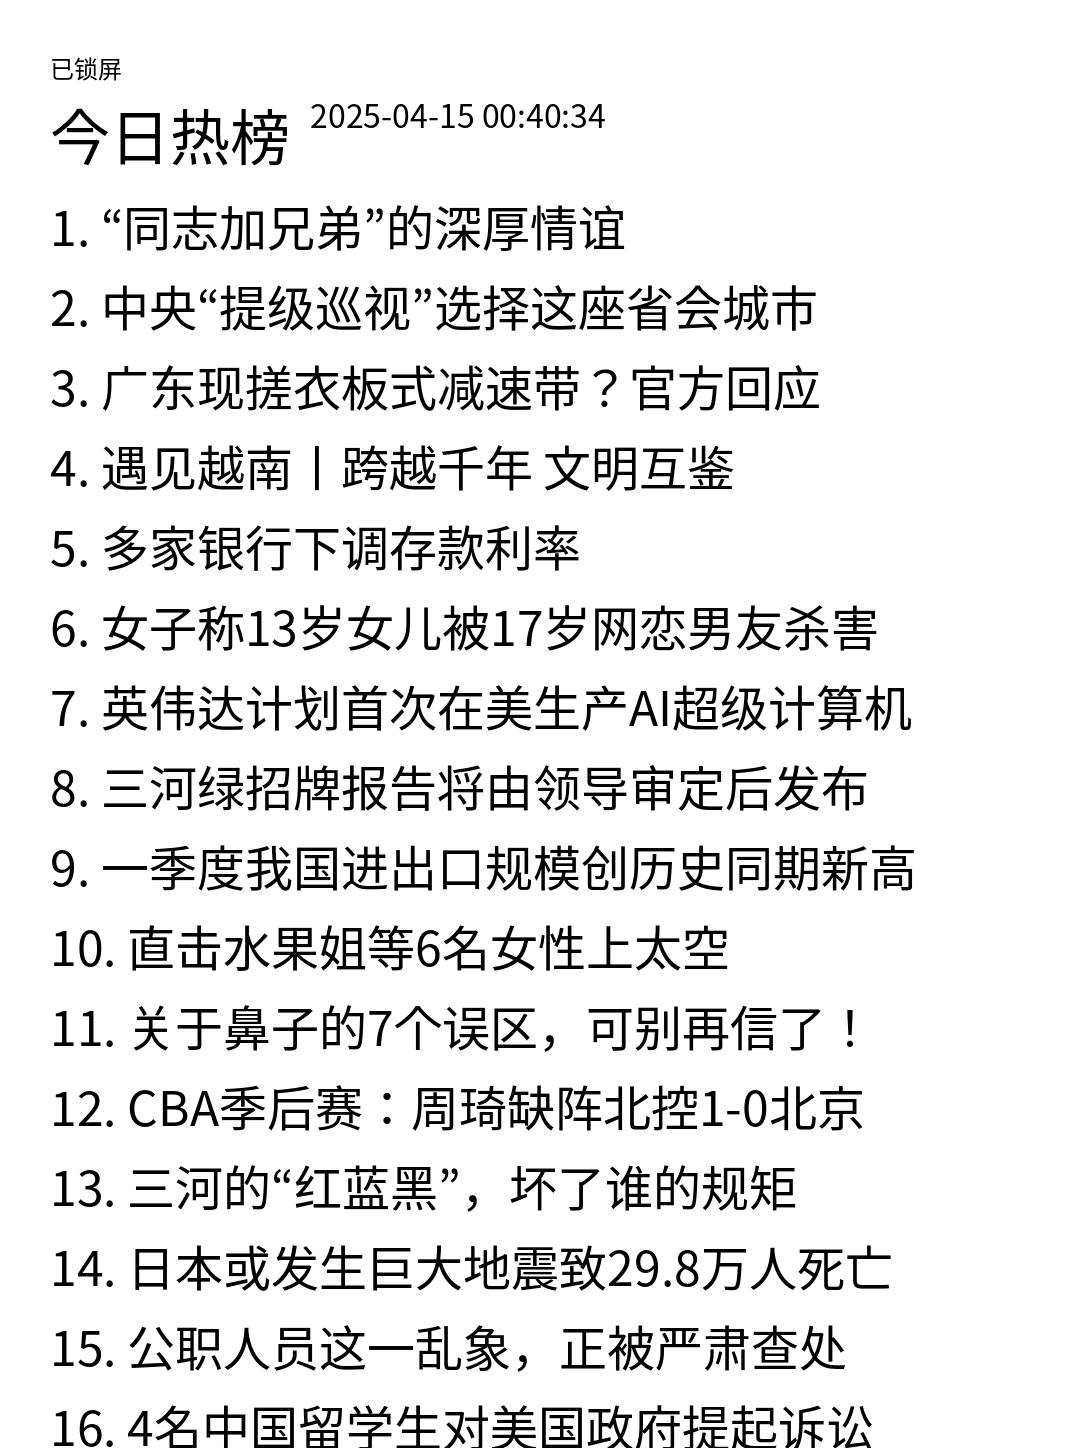 已锁屏
今日热榜 2025-04-15 00:40:34
1. “同志加兄弟”的深厚情谊
2. 中央“提级巡视”选择这座省会城市
3. 广东现搓衣板式减速带？官方回应
4. 遇见越南丨跨越千年 文明互鉴
5. 多家银行下调存款利率
6. 女子称13岁女儿被17岁网恋男友杀害
7. 英伟达计划首次在美生产AI超级计算机
8. 三河绿招牌报告将由领导审定后发布
9. 一季度我国进出口规模创历史同期新高
10. 直击水果姐等6名女性上太空
11. 关于鼻子的7个误区，可别再信了！
12. CBA季后赛：周琦缺阵北控1-0北京
13. 三河的“红蓝黑”，坏了谁的规矩
14. 日本或发生巨大地震致29.8万人死亡
15. 公职人员这一乱象，正被严肃查处
16. 4名中国留学生对美国政府提起诉讼